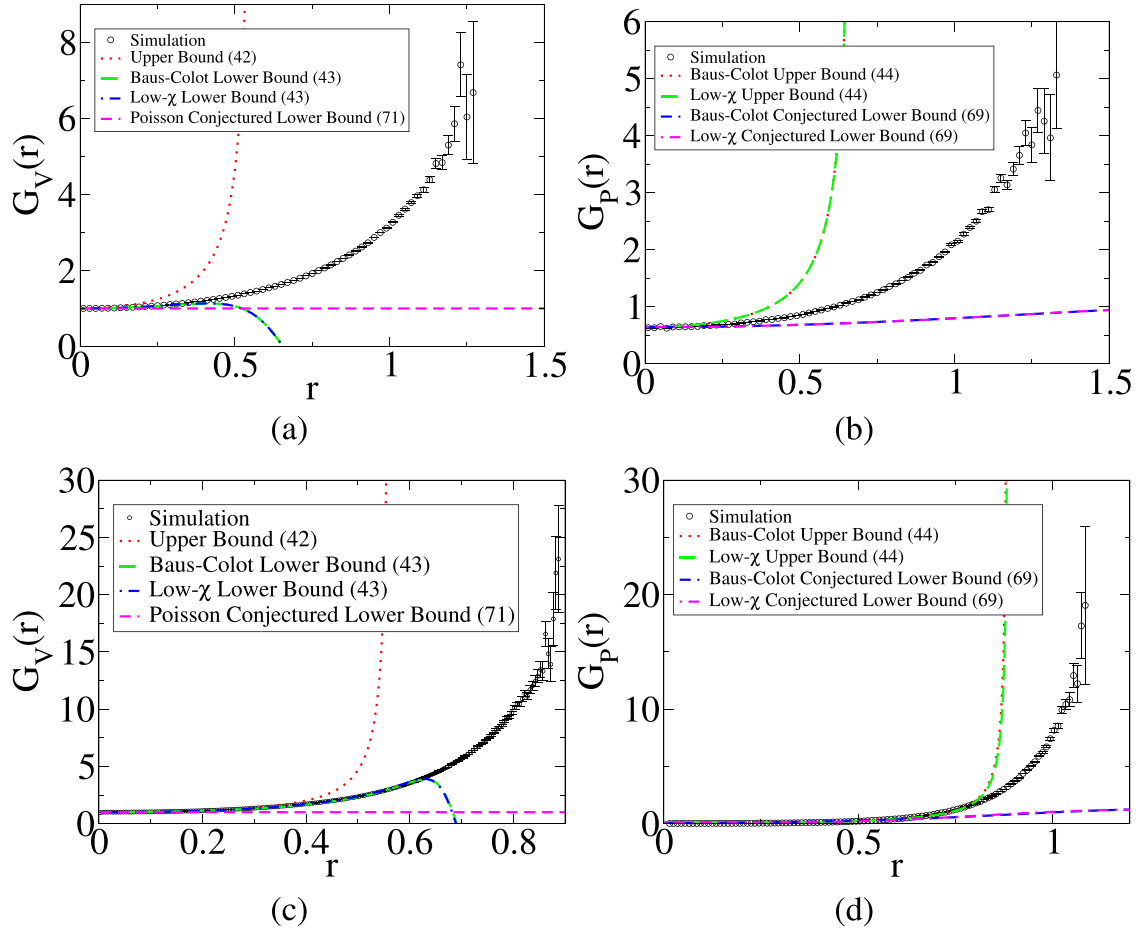 8
6
4
2
0
G_V(r)
Simulation
Upper Bound (42)
Baus-Colot Lower Bound (43)
Low-χ Lower Bound (43)
Poisson Conjectured Lower Bound (71)
0
0.5
1
1.5
r
(a)
6
5
4
3
2
1
0
G_P(r)
Simulation
Baus-Colot Upper Bound (44)
Low-χ Upper Bound (44)
Baus-Colot Conjectured Lower Bound (69)
Low-χ Conjectured Lower Bound (69)
0
0.5
1
1.5
r
(b)
30
25
20
15
10
5
0
G_V(r)
Simulation
Upper Bound (42)
Baus-Colot Lower Bound (43)
Low-χ Lower Bound (43)
Poisson Conjectured Lower Bound (71)
0
0.2
0.4
0.6
0.8
r
(c)
30
25
20
15
10
5
0
G_P(r)
Simulation
Baus-Colot Upper Bound (44)
Low-χ Upper Bound (44)
Baus-Colot Conjectured Lower Bound (69)
Low-χ Conjectured Lower Bound (69)
0
0.5
1
r
(d)